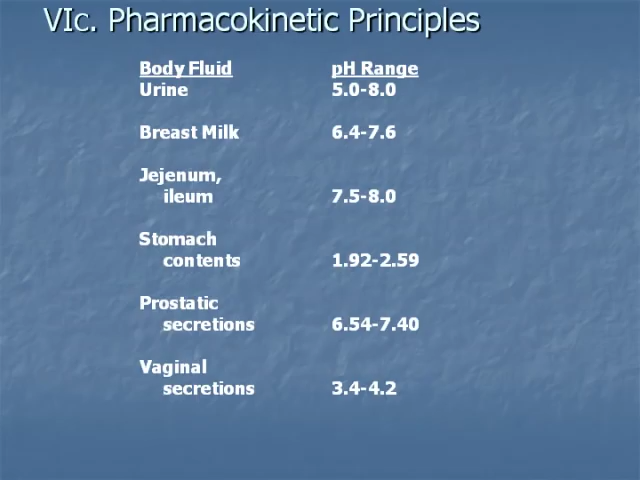 VIc. Pharmacokinetic Principles
Body Fluid pH Range
Urine 5.0-8.0
Breast Milk 6.4-7.6
Jejenum,
ileum 7.5-8.0
Stomach
contents 1.92-2.59
Prostatic
secretions 6.54-7.40
Vaginal
secretions 3.4-4.2